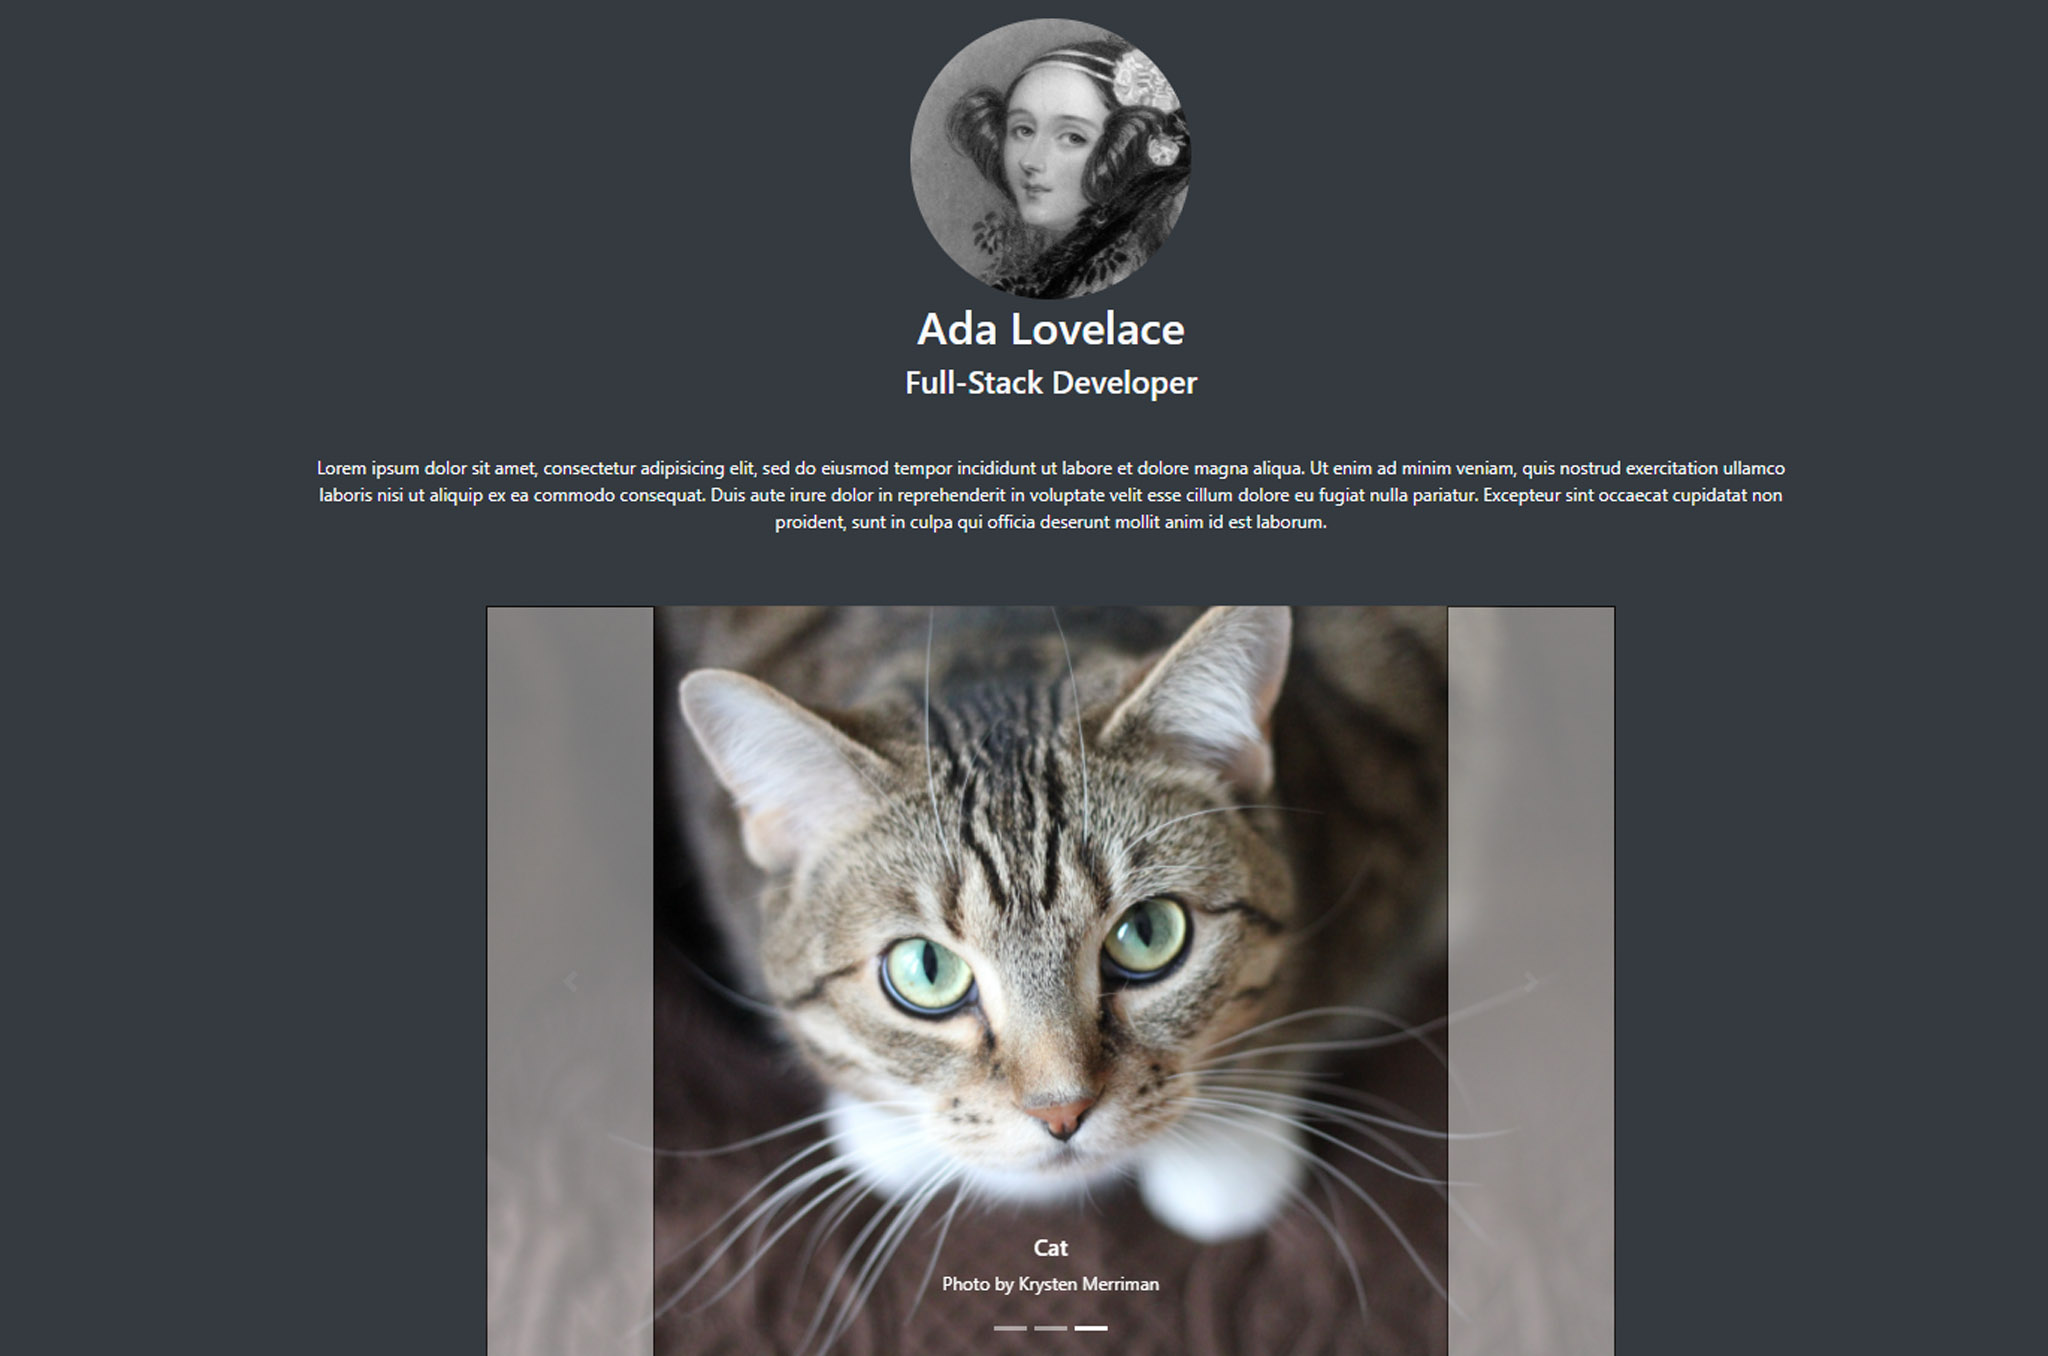 Ada Lovelace
Full-Stack Developer
Lorem ipsum dolor sit amet, consectetur adipisicing elit, sed do eiusmod tempor incididunt ut labore et dolore magna aliqua. Ut enim ad minim veniam, quis nostrud exercitation ullamco
laboris nisi ut aliquip ex ea commodo consequat. Duis aute irure dolor in reprehenderit in voluptate velit esse cillum dolore eu fugiat nulla pariatur. Excepteur sint occaecat cupidatat non
proident, sunt in culpa qui officia deserunt mollit anim id est laborum.
Cat
Photo by Krysten Merriman